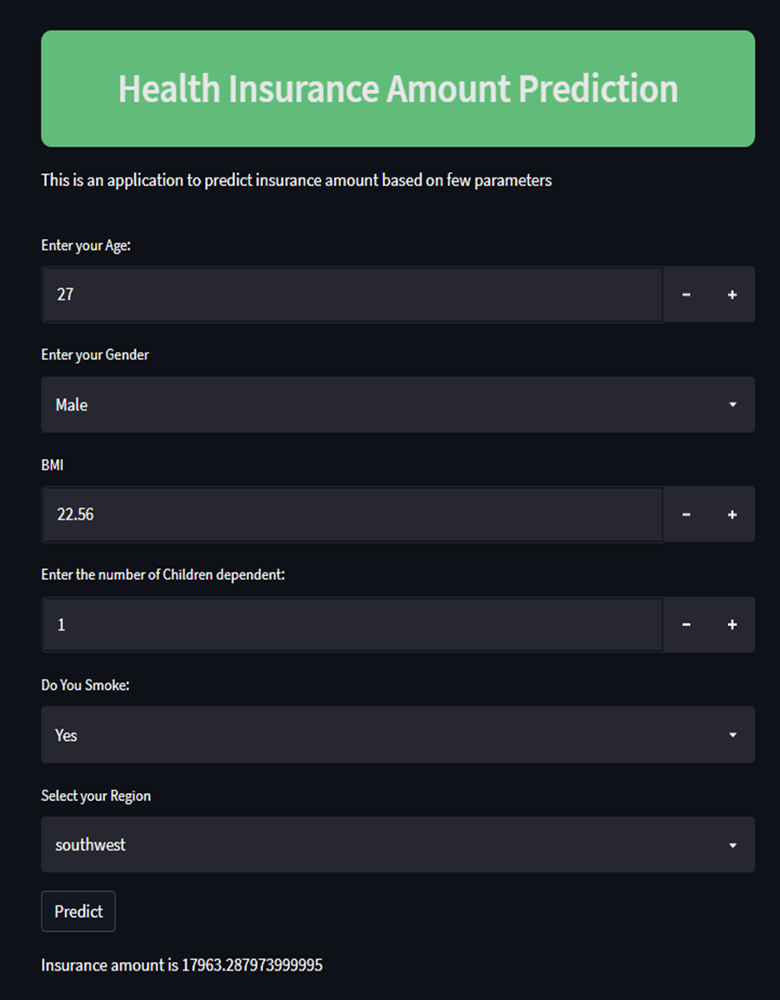 Health Insurance Amount Prediction
This is an application to predict insurance amount based on few parameters
Enter your Age:
27
Enter your Gender
Male
BMI
22.56
Enter the number of Children dependent:
1
Do You Smoke:
Yes
Select your Region
southwest
Predict
Insurance amount is 17963.287973999995